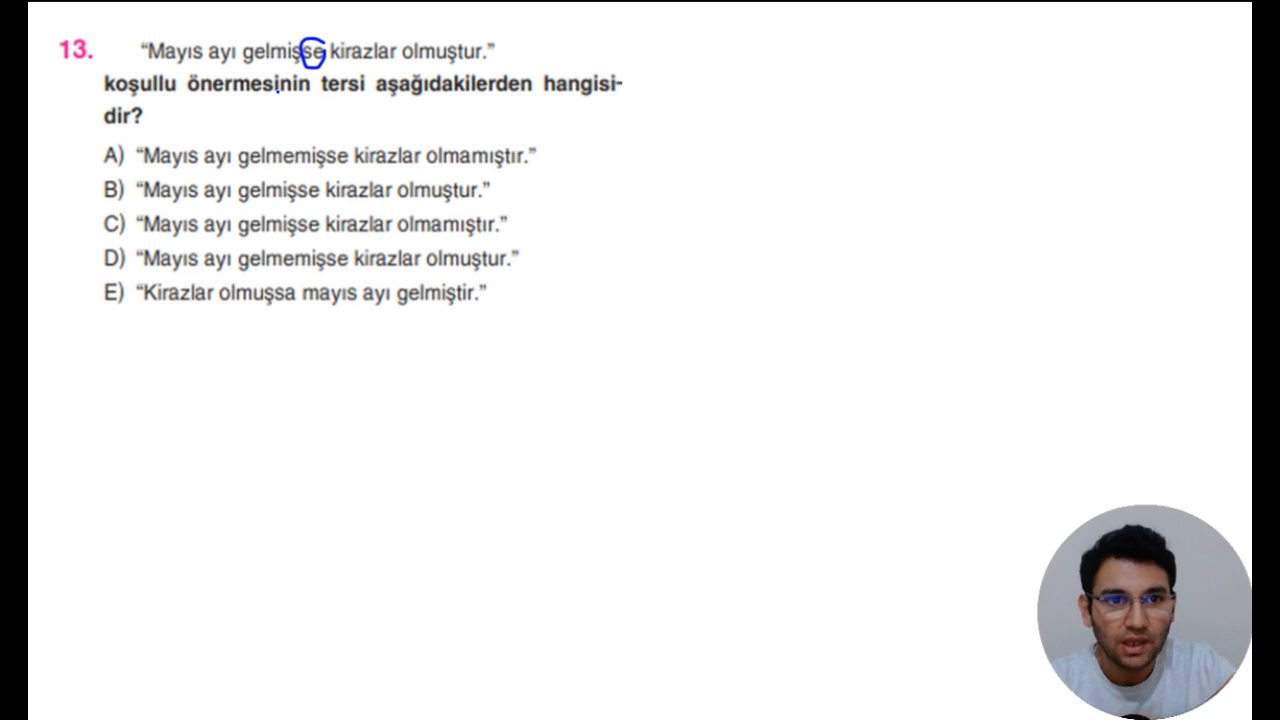 13. “Mayıs ayı gelmişse kirazlar olmuştur.”
koşullu önermesinin tersi aşağıdakilerden hangisi-
dir?
A) “Mayıs ayı gelmemişse kirazlar olmamıştır.”
B) “Mayıs ayı gelmişse kirazlar olmuştur.”
C) “Mayıs ayı gelmişse kirazlar olmamıştır.”
D) “Mayıs ayı gelmemişse kirazlar olmuştur.”
E) “Kirazlar olmuşsa mayıs ayı gelmiştir.”